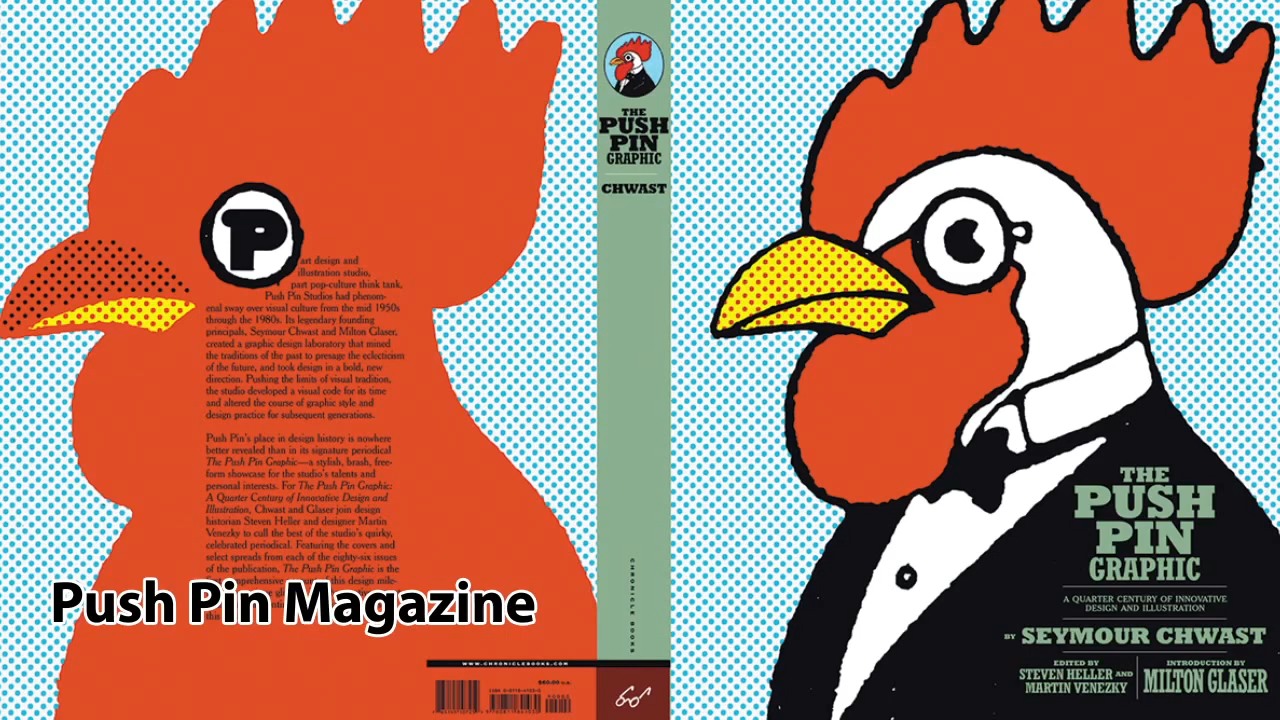 P
art design and
illustration studio,
part pop-culture think tank,
Push Pin Studios had phenom-
enal sway over visual culture from the mid 1950s
through the 1980s. Its legendary founding
principals, Seymour Chwast and Milton Glaser,
created a graphic design laboratory that mined
the traditions of the past to presage the eclecticism
of the future, and took design in a bold, new
direction. Pushing the limits of visual tradition,
the studio developed a visual code for its time
and altered the course of graphic style and
design practice for subsequent generations.
Push Pin's place in design history is nowhere
better revealed than in its signature periodical
The Push Pin Graphic—a stylish, brash, free-
form showcase for the studio's talents and
personal interests. For The Push Pin Graphic:
A Quarter Century of Innovative Design and
Illustration, Chwast and Glaser join design
historian Steven Heller and designer Martin
Venezky to cull the best of the studio's quirky,
celebrated periodical. Featuring the covers and
select spreads from each of the eighty-six issues
of the publication, The Push Pin Graphic is the
this design mile-
Push Pin Magazine
WWW.CHRONICLEBOOKS.COM
THE
PUSH
PIN
GRAPHIC
CHWAST
CHRONICLE BOOKS
THE
PUSH
PIN
GRAPHIC
A QUARTER CENTURY OF INNOVATIVE
DESIGN AND ILLUSTRATION
BY SEYMOUR CHWAST
EDITED BY
STEVEN HELLER AND
MARTIN VENEZKY
INTRODUCTION BY
MILTON GLASER